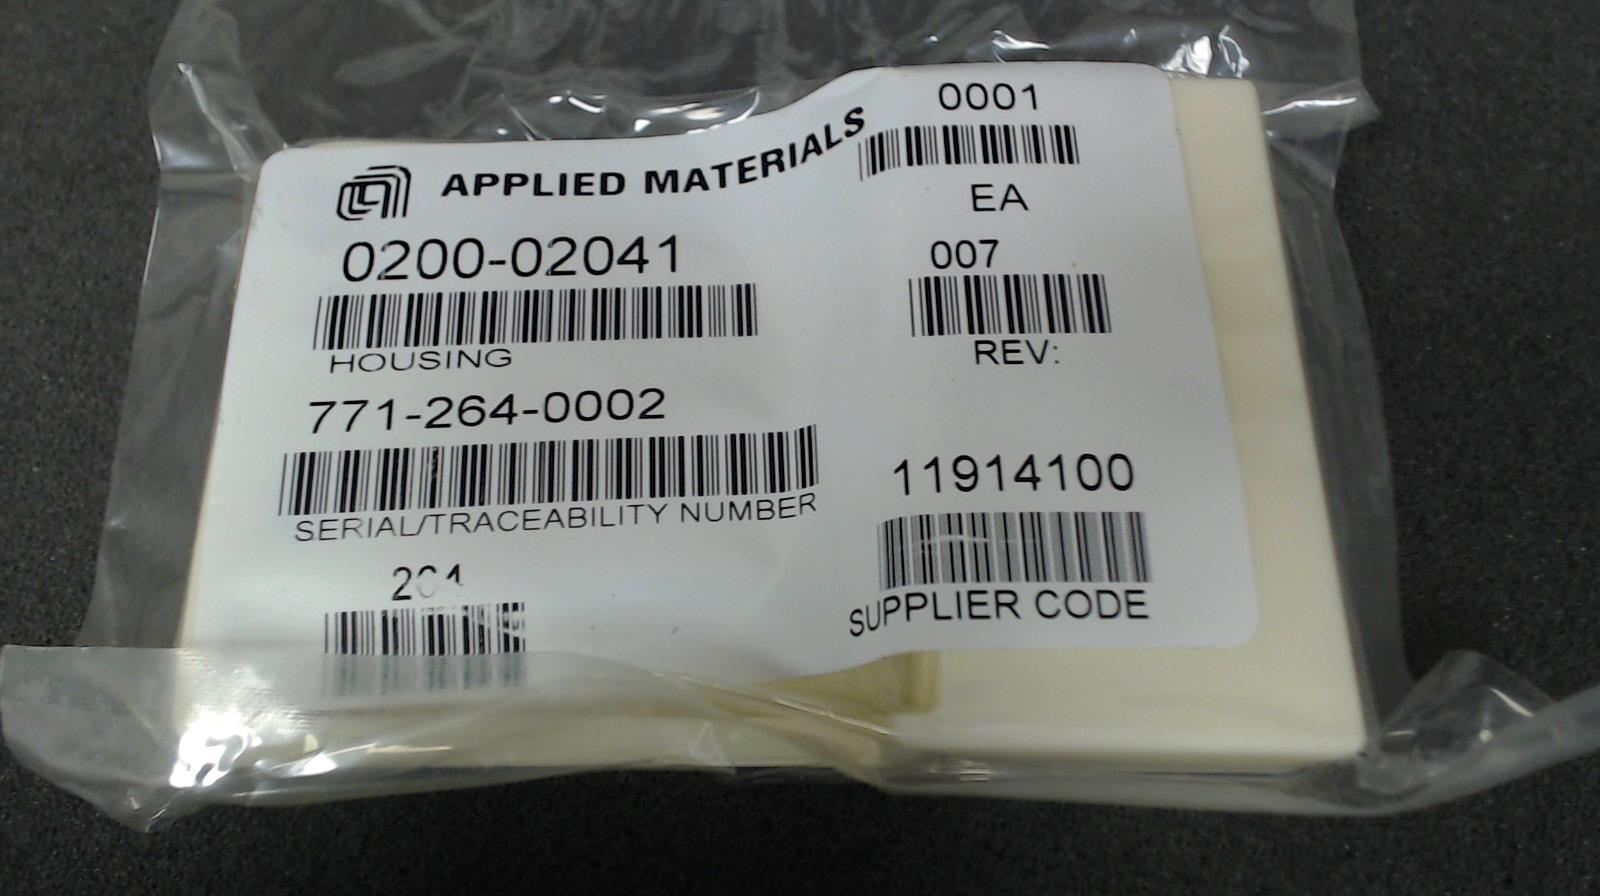 APPLIED MATERIALS
0001
EA
0200-02041
HOUSING
007
REV:
771-264-0002
SERIAL/TRACEABILITY NUMBER
11914100
SUPPLIER CODE